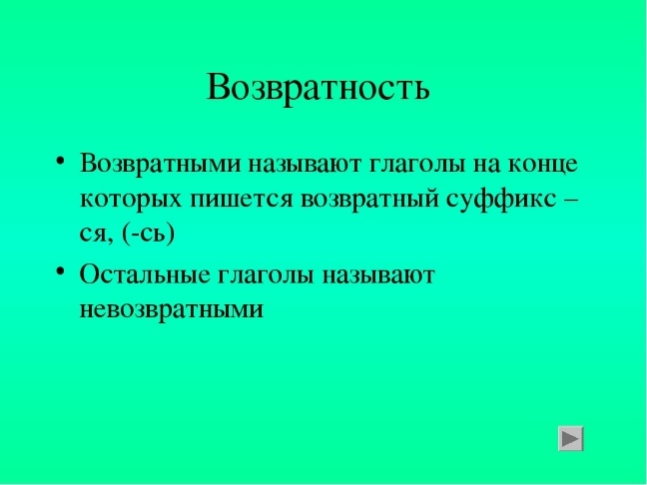 Возвратность
• Возвратными называют глаголы на конце
которых пишется возвратный суффикс –
ся, (-сь)
• Остальные глаголы называют
невозвратными